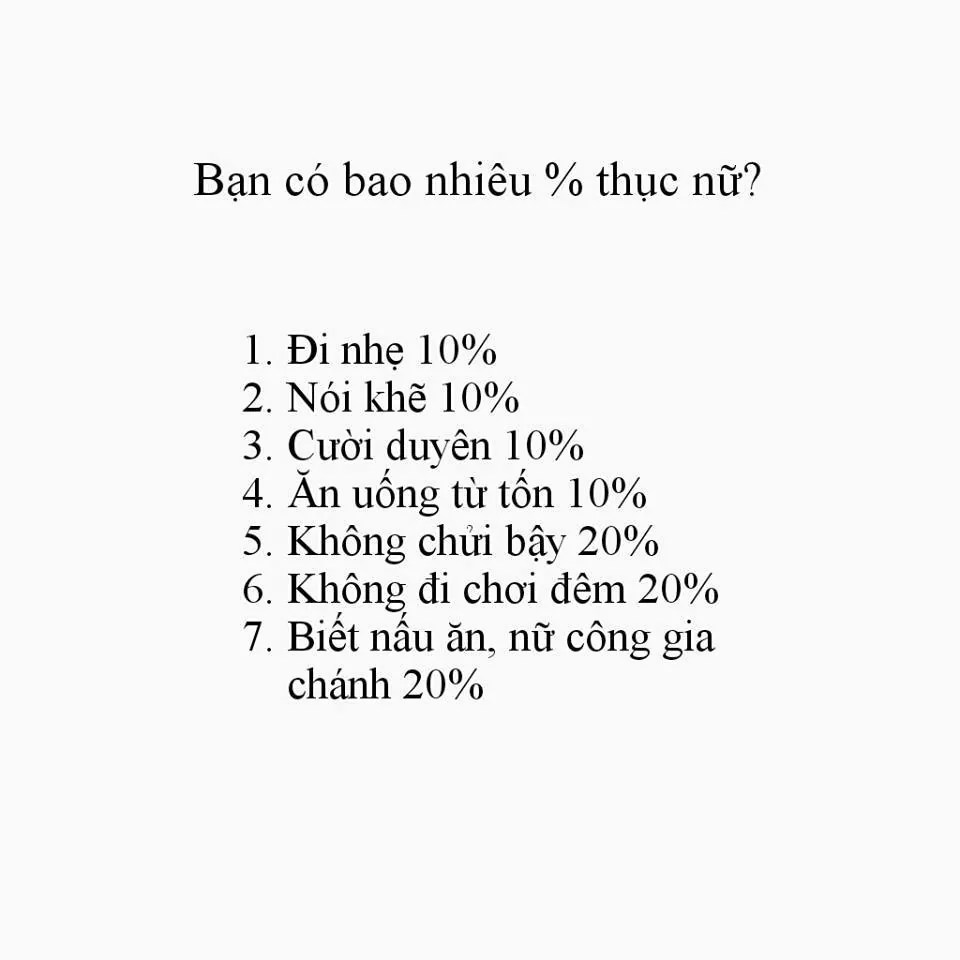 Bạn có bao nhiêu % thục nữ?
1. Đi nhẹ 10%
2. Nói khẽ 10%
3. Cười duyên 10%
4. Ăn uống từ tốn 10%
5. Không chửi bậy 20%
6. Không đi chơi đêm 20%
7. Biết nấu ăn, nữ công gia
chánh 20%